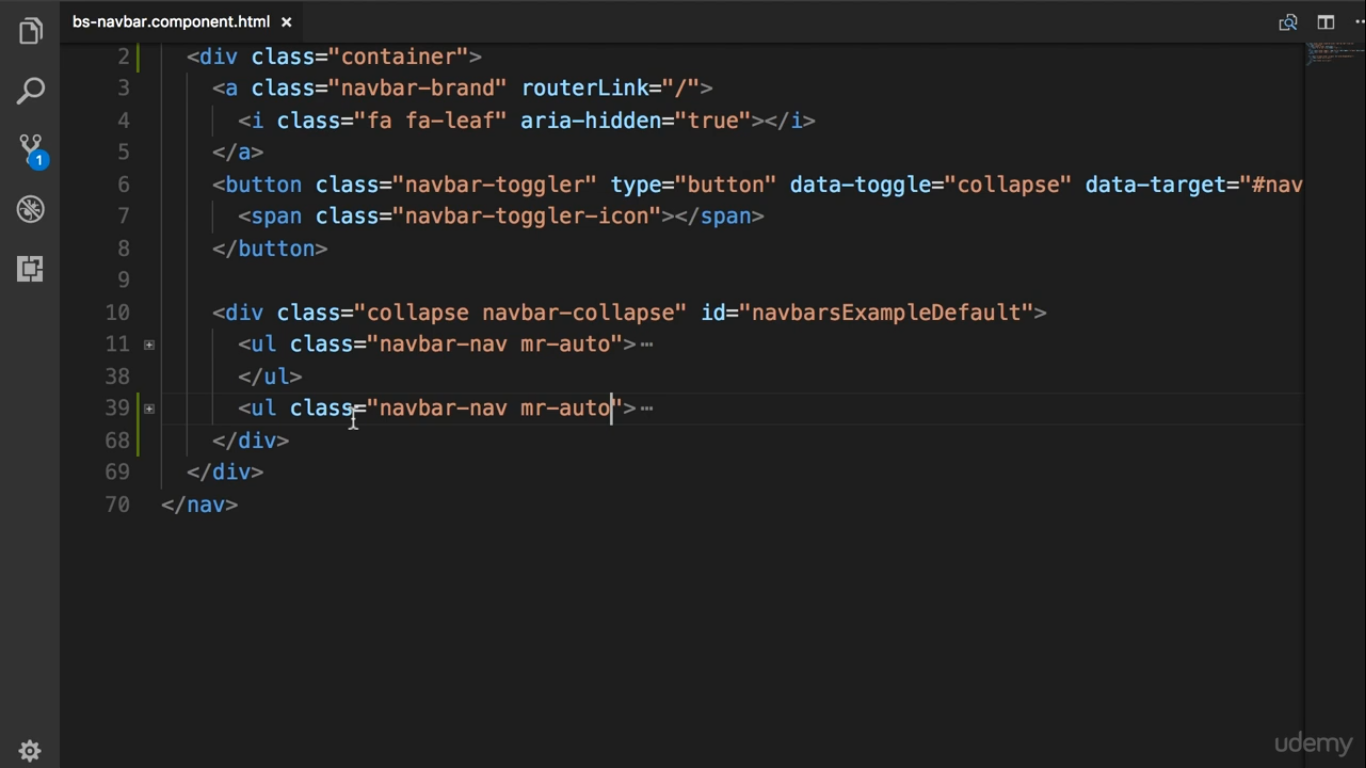 bs-navbar.component.html ×
2 <div class="container">
3 <a class="navbar-brand" routerLink="/">
4 <i class="fa fa-leaf" aria-hidden="true"></i>
5 </a>
6 <button class="navbar-toggler" type="button" data-toggle="collapse" data-target="#nav
7 <span class="navbar-toggler-icon"></span>
8 </button>
9
10 <div class="collapse navbar-collapse" id="navbarsExampleDefault">
11 <ul class="navbar-nav mr-auto">⋯
38 </ul>
39 <ul class="navbar-nav mr-auto">⋯
68 </div>
69 </div>
70 </nav>
1
udemy